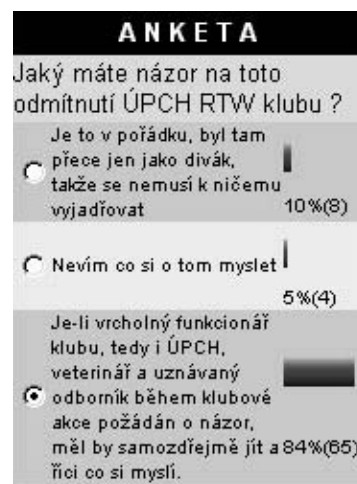 ANKETA
Jaký máte názor na toto
odmítnutí ÚPCH RTW klubu ?
Je to v pořádku, byl tam
přece jen jako divák,
takže se nemusí k ničemu
vyjadřovat
10%(8)
Nevím co si o tom myslet
5%(4)
Je-li vrcholný funkcionář
klubu, tedy i ÚPCH,
veterinář a uznávaný
odborník během klubové
akce požádán o názor,
měl by samozdřejmě jít a 84%(65)
říci co si myslí.